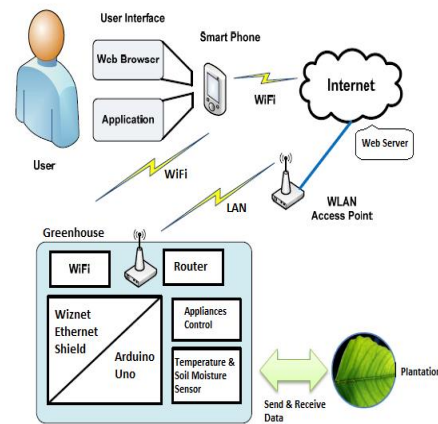 User Interface
Smart Phone
Web Browser
Application
User
WiFi
Internet
Web Server
WiFi
LAN
WLAN
Access Point
Greenhouse
WiFi
Router
Wiznet
Ethernet
Shield
Arduino
Uno
Appliances
Control
Temperature &
Soil Moisture
Sensor
Send & Receive
Data
Plantation